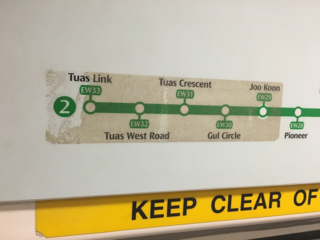 Tuas Link
EW33
Tuas Crescent
EW31
Joo Koon
EW29
2
EW32
Tuas West Road
EW30
Gul Circle
EW28
Pioneer
KEEP CLEAR OF